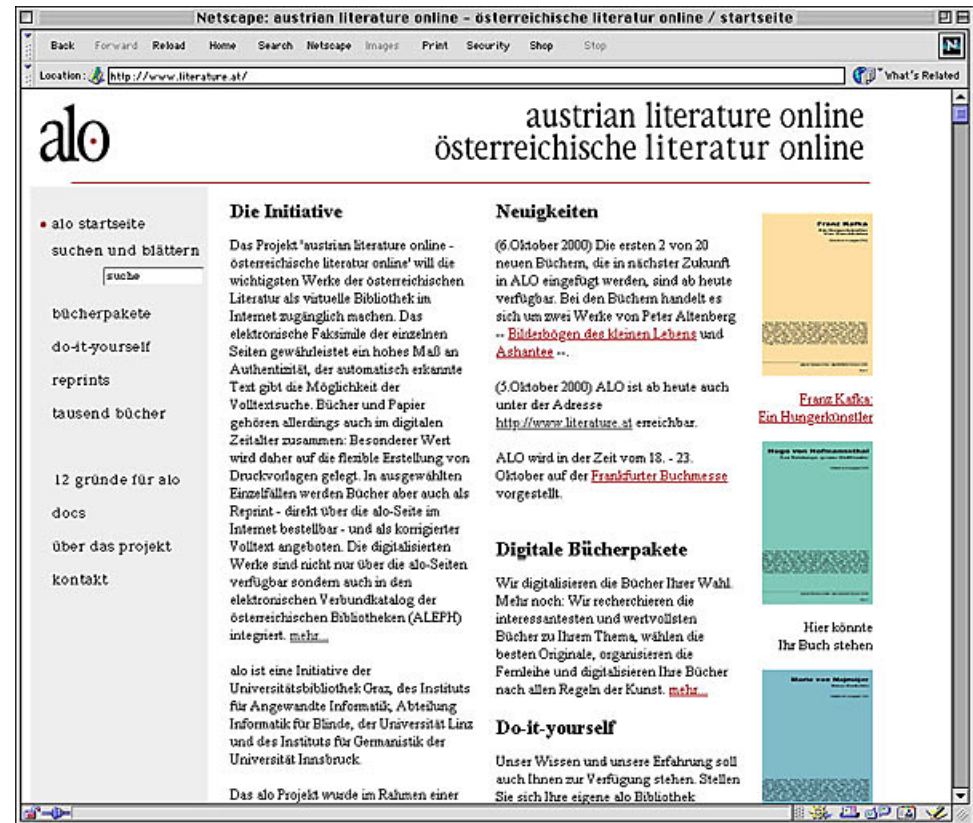 Netscape: austrian literature online - österreichische literatur online / startseite
Back Forward Reload Home Search Netscape Images Print Security Shop Stop
N
Location: http://www.literature.at/
What's Related
alo
austrian literature online
österreichische literatur online
alo startseite
suchen und blättern
suche
bücherpakete
do-it-yourself
reprints
tausend bücher
12 gründe für alo
docs
über das projekt
kontakt
Die Initiative
Das Projekt 'austrian literature online -
österreichische literatur online' will die
wichtigsten Werke der österreichischen
Literatur als virtuelle Bibliothek im
Internet zugänglich machen. Das
elektronische Faksimile der einzelnen
Seiten gewährleistet ein hohes Maß an
Authentizität, der automatisch erkannte
Text gibt die Möglichkeit der
Volltextsuche. Bücher und Papier
gehören allerdings auch im digitalen
Zeitalter zusammen: Besonderer Wert
wird daher auf die flexible Erstellung von
Druckvorlagen gelegt. In ausgewählten
Einzelfällen werden Bücher aber auch als
Reprint - direkt über die alo-Seite im
Internet bestellbar - und als korrigierter
Volltext angeboten. Die digitalisierten
Werke sind nicht nur über die alo-Seiten
verfügbar sondern auch in den
elektronischen Verbundkatalog der
österreichischen Bibliotheken (ALEPH)
integriert. mehr...
alo ist eine Initiative der
Universitätsbibliothek Graz, des Instituts
für Angewandte Informatik, Abteilung
Informatik für Blinde, der Universität Linz
und des Instituts für Germanistik der
Universität Innsbruck.
Das alo Projekt wurde im Rahmen einer
Neuigkeiten
(6.Oktober 2000) Die ersten 2 von 20
neuen Büchern, die in nächster Zukunft
in ALO eingefügt werden, sind ab heute
verfügbar. Bei den Büchern handelt es
sich um zwei Werke von Peter Altenberg
-- Bilderbögen des kleinen Lebens und
Ashantee --.
(5.Oktober 2000) ALO ist ab heute auch
unter der Adresse
http://www.literature.at erreichbar.
ALO wird in der Zeit vom 18. - 23.
Oktober auf der Frankfurter Buchmesse
vorgestellt.
Digitale Bücherpakete
Wir digitalisieren die Bücher Ihrer Wahl.
Mehr noch: Wir recherchieren die
interessantesten und wertvollsten
Bücher zu Ihrem Thema, wählen die
besten Originale, organisieren die
Fernleihe und digitalisieren Ihre Bücher
nach allen Regeln der Kunst. mehr...
Do-it-yourself
Unser Wissen und unsere Erfahrung soll
auch Ihnen zur Verfügung stehen. Stellen
Sie sich Ihre eigene alo Bibliothek
Franz Kafka
Franz Kafka:
Ein Hungerkünstler
Hugo von Hofmannsthal
Hier könnte
Ihr Buch stehen
Marie von Najmájer